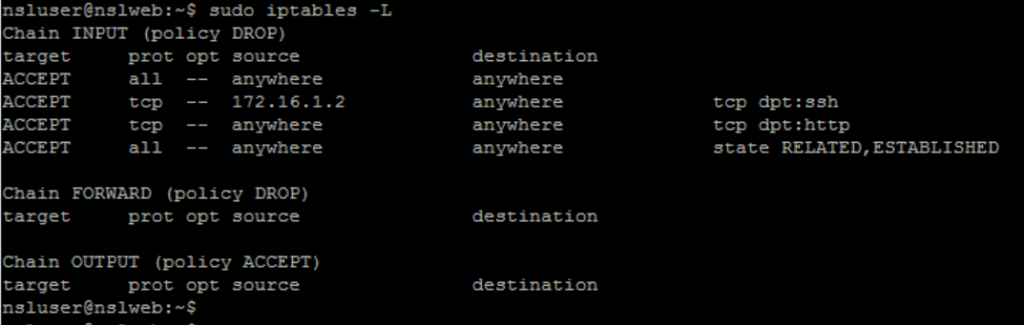 nsluser@nslweb:~$ sudo iptables -L
Chain INPUT (policy DROP)
target     prot opt source               destination
ACCEPT     all  --  anywhere             anywhere
ACCEPT     tcp  --  172.16.1.2           anywhere             tcp dpt:ssh
ACCEPT     tcp  --  anywhere             anywhere             tcp dpt:http
ACCEPT     all  --  anywhere             anywhere             state RELATED,ESTABLISHED
Chain FORWARD (policy DROP)
target     prot opt source               destination
Chain OUTPUT (policy ACCEPT)
target     prot opt source               destination
nsluser@nslweb:~$